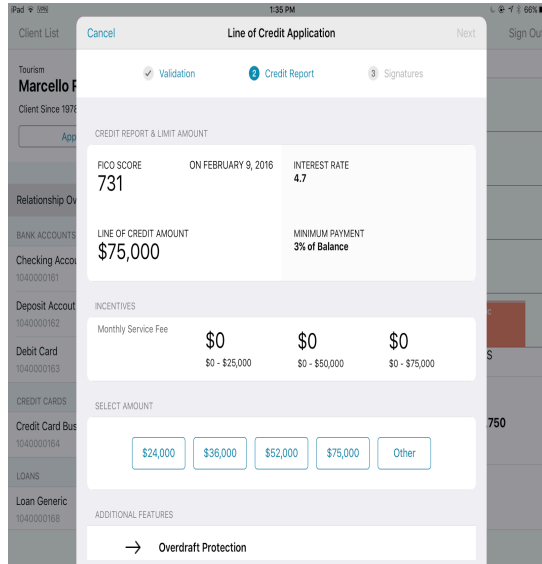 iPad VPN 1:35 PM 66%
Client List Cancel Line of Credit Application Next Sign Out
Tourism
Marcello
Client Since 1978
App
Validation 2 Credit Report 3 Signatures
CREDIT REPORT & LIMIT AMOUNT
FICO SCORE ON FEBRUARY 9, 2016 INTEREST RATE
731 4.7
LINE OF CREDIT AMOUNT MINIMUM PAYMENT
$75,000 3% of Balance
Relationship Ov
BANK ACCOUNTS
Checking Accou
1040000161
Deposit Accout
1040000162
Debit Card
1040000163
CREDIT CARDS
Credit Card Bus
1040000164
LOANS
Loan Generic
1040000168
INCENTIVES
Monthly Service Fee
$0 $0 $0
$0 - $25,000 $0 - $50,000 $0 - $75,000
S
750
SELECT AMOUNT
$24,000 $36,000 $52,000 $75,000 Other
ADDITIONAL FEATURES
Overdraft Protection